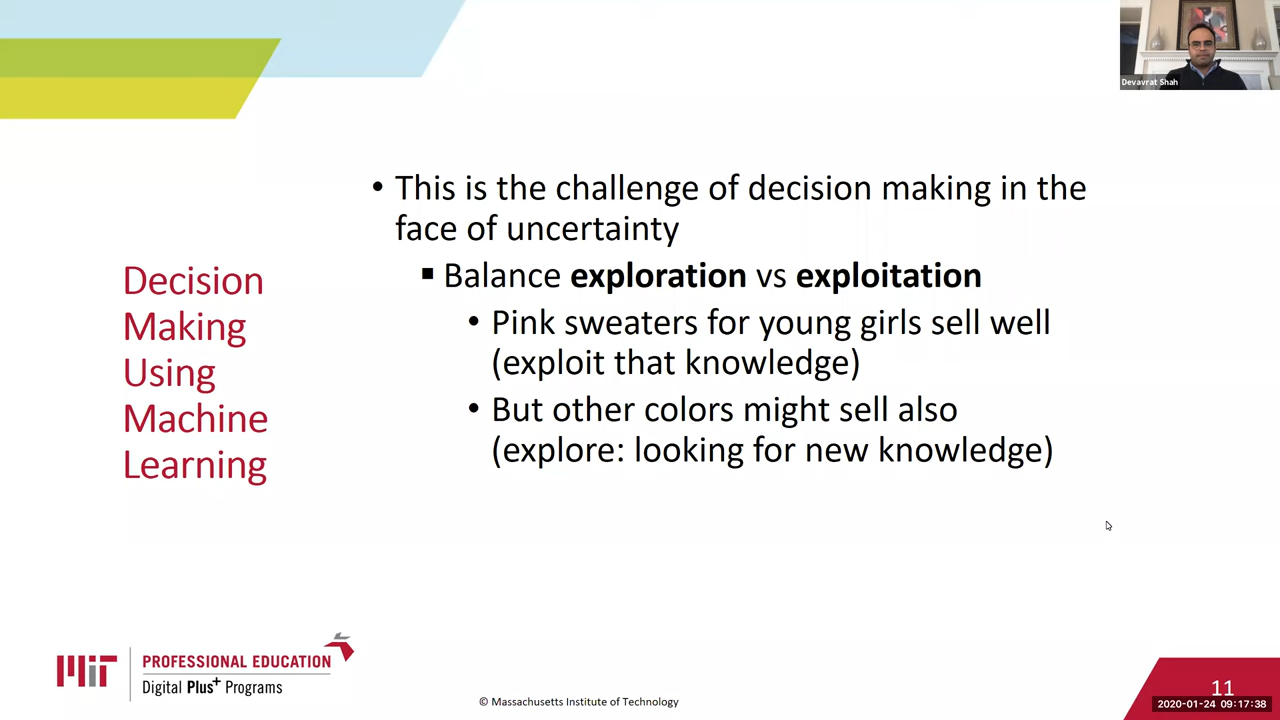 Devavrat Shah
• This is the challenge of decision making in the
face of uncertainty
▪ Balance exploration vs exploitation
• Pink sweaters for young girls sell well
(exploit that knowledge)
• But other colors might sell also
(explore: looking for new knowledge)
Decision
Making
Using
Machine
Learning
MIT
PROFESSIONAL EDUCATION
Digital Plus+ Programs
© Massachusetts Institute of Technology
11
2020-01-24 09:17:38